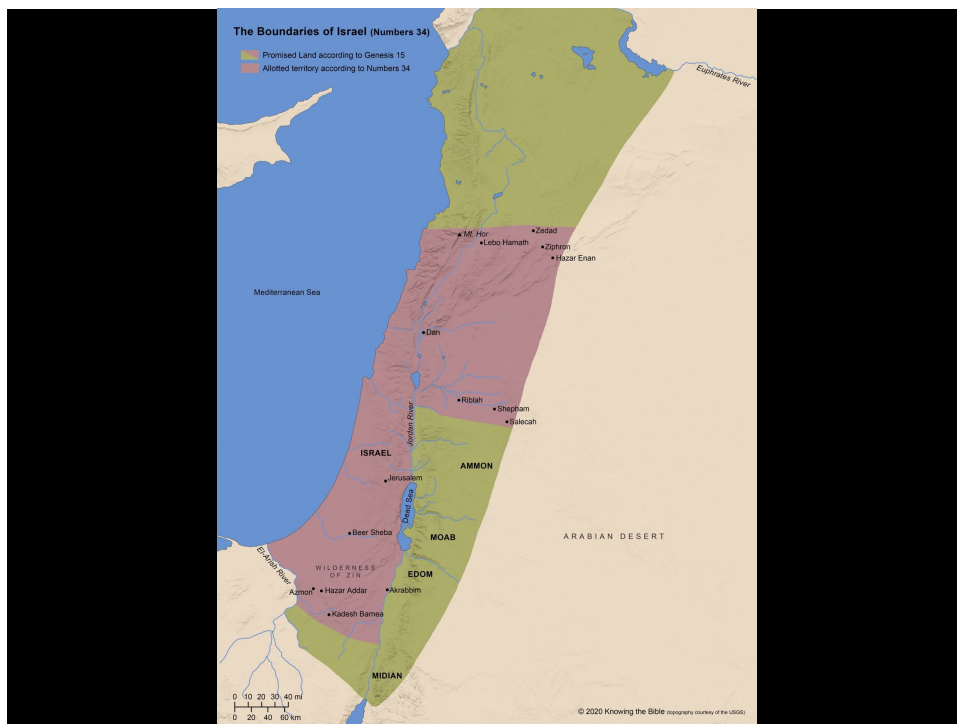 The Boundaries of Israel (Numbers 34)
Promised Land according to Genesis 15
Allotted territory according to Numbers 34
Euphrates River
Mt. Hor
Zedad
Lebo Hamath
Ziphron
Hazar Enan
Mediterranean Sea
Dan
Riblah
Shepham
Salecah
Jordan River
ISRAEL
AMMON
Jerusalem
Dead Sea
Beer Sheba
MOAB
ARABIAN DESERT
El-Arish River
WILDERNESS
OF ZIN
EDOM
Azmon
Hazar Addar
Akrabbim
Kadesh Barnea
MIDIAN
0 10 20 30 40 mi
0 20 40 60 km
© 2020 Knowing the Bible (topography courtesy of the USGS)